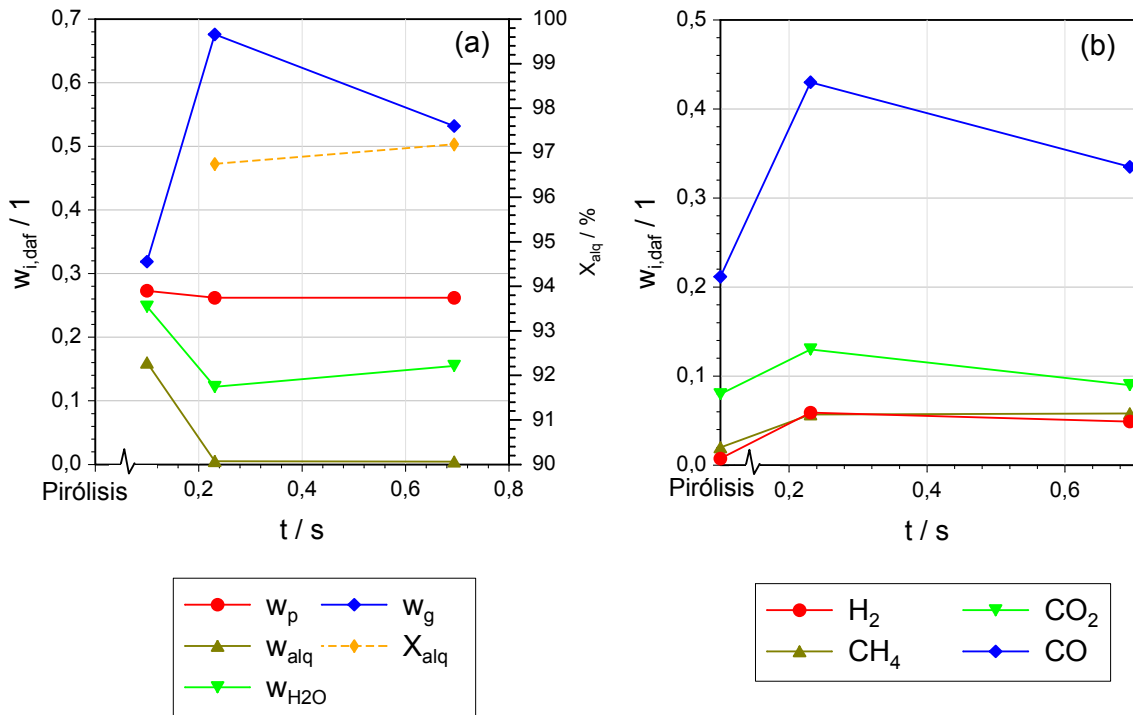 (a)
w_i,daf / 1
0,7
0,6
0,5
0,4
0,3
0,2
0,1
0,0
100
99
98
97
96
95
94
93
92
91
90
X_alq / %
Pirólisis 0,2 0,4 0,6 0,8
t / s
w_p w_g
w_alq X_alq
w_H2O
(b)
w_i,daf / 1
0,5
0,4
0,3
0,2
0,1
0,0
Pirólisis 0,2 0,4 0,6
t / s
H₂ CO₂
CH₄ CO